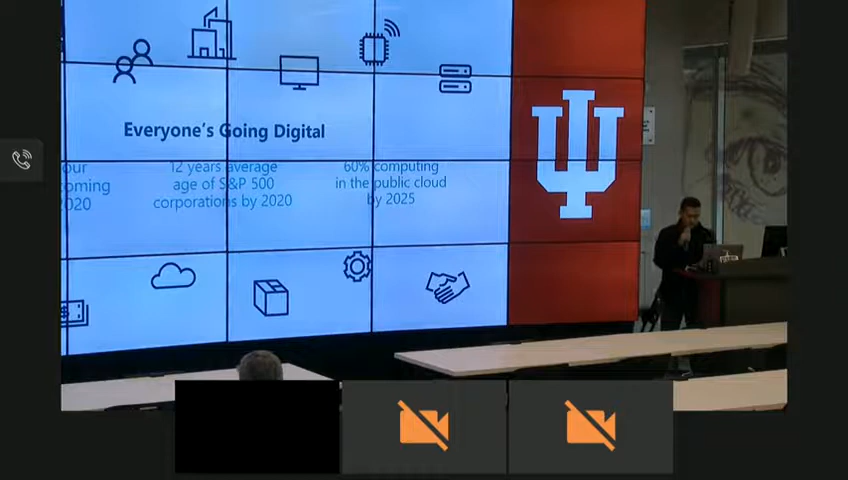 Everyone's Going Digital
our
oming
2020
12 years average
age of S&P 500
corporations by 2020
60% computing
in the public cloud
by 2025